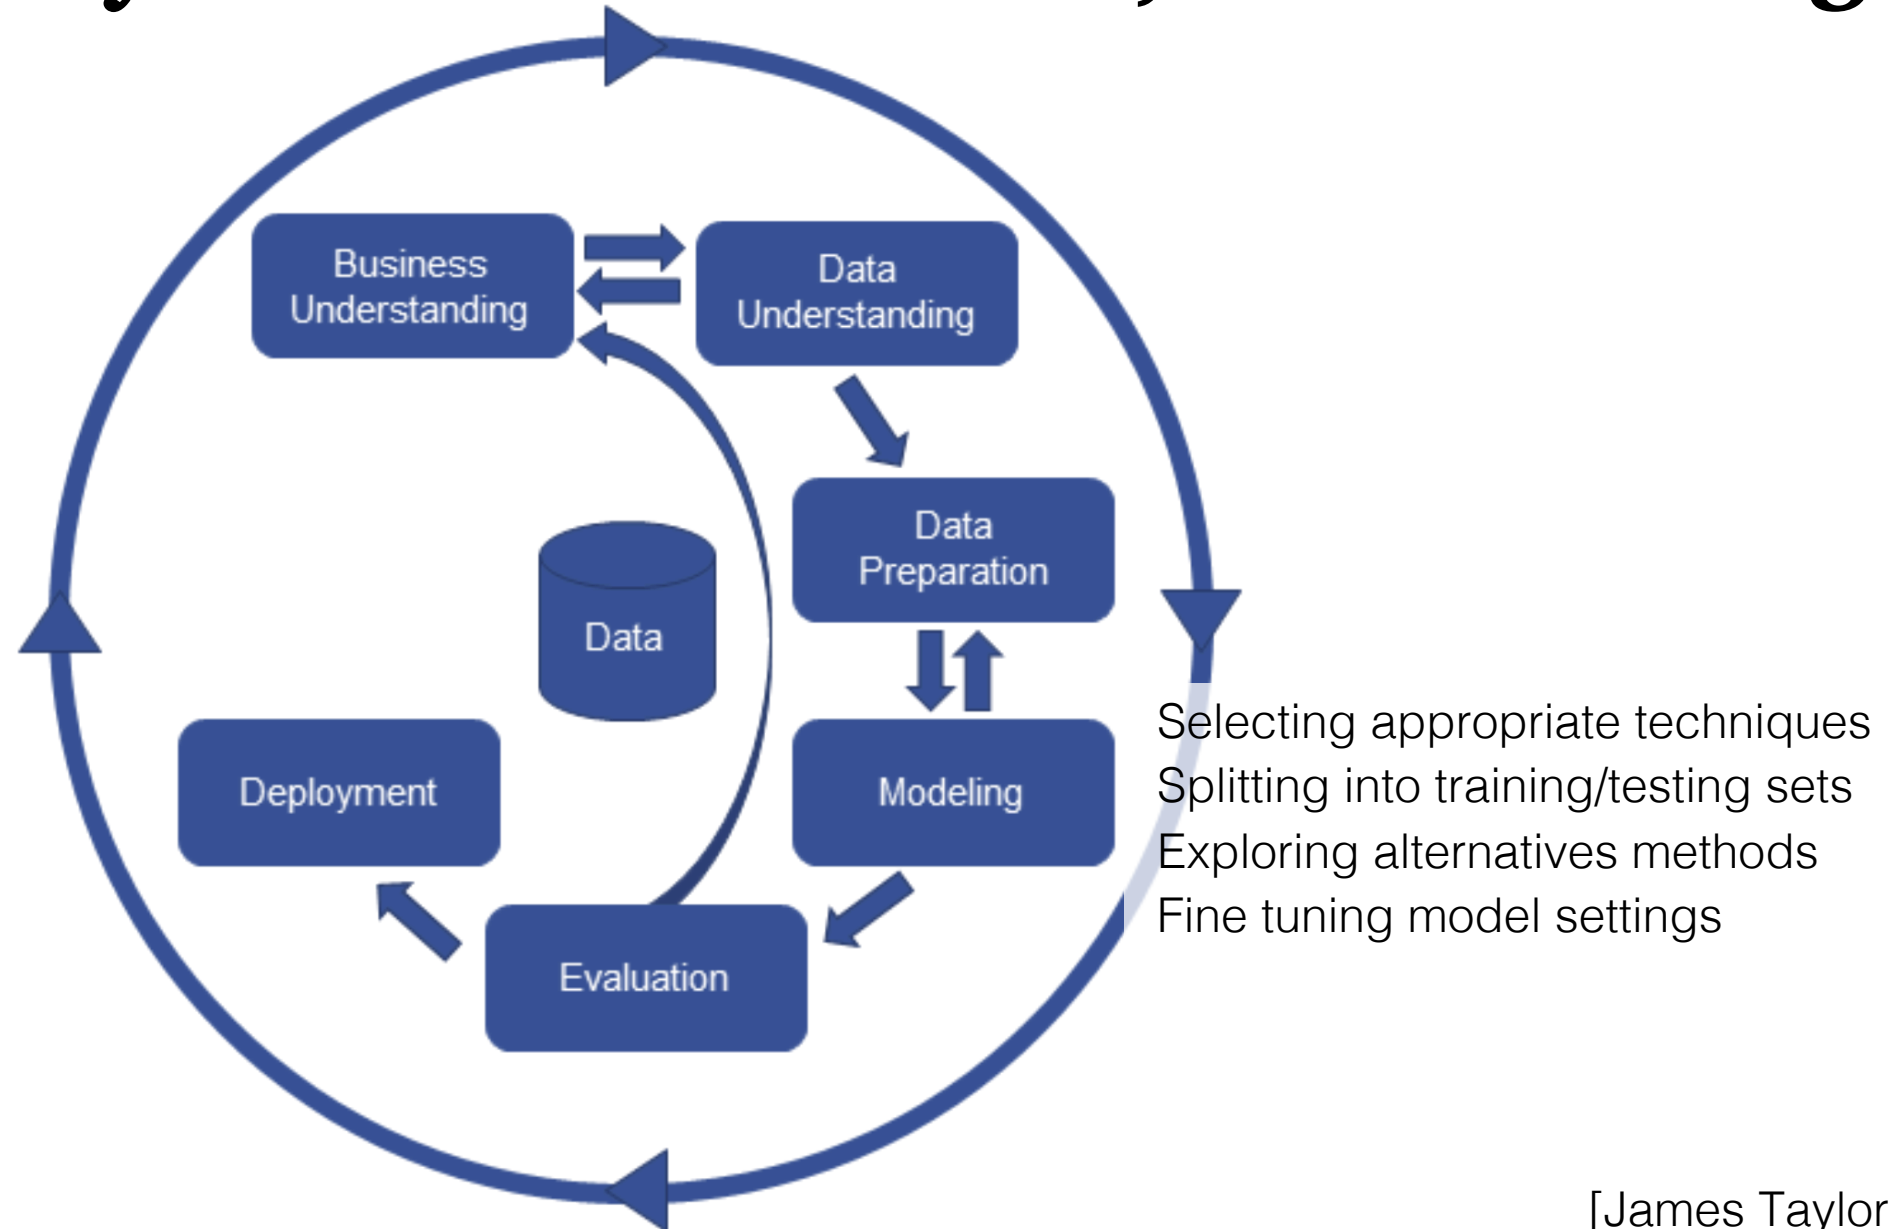 Business
Understanding
Data
Understanding
Data
Preparation
Data
Deployment
Modeling
Selecting appropriate techniques
Splitting into training/testing sets
Exploring alternatives methods
Fine tuning model settings
Evaluation
[James Taylor